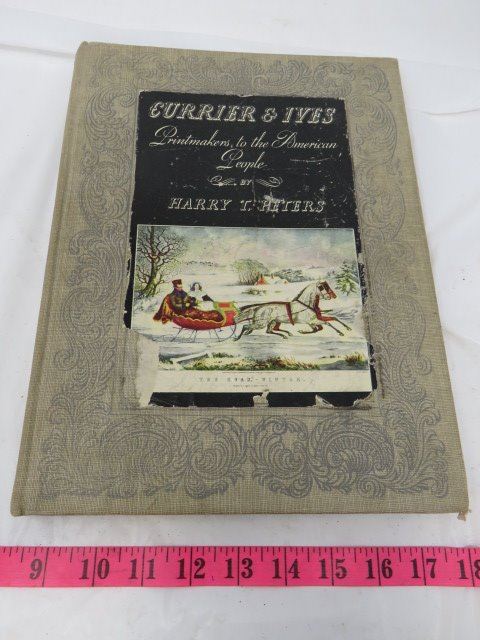 CURRIER & IVES
Printmakers, to the American
People
BY
HARRY T. PETERS
THE ROAD,-WINTER.
9 10 11 12 13 14 15 16 17 18